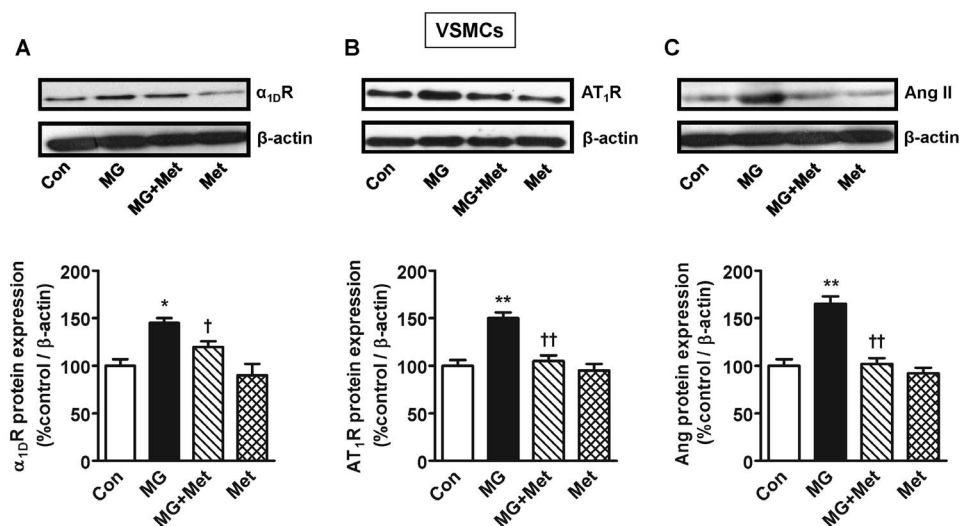 VSMCs
A
α1DR
β-actin
Con
MG
MG+Met
Met
α1DR protein expression
(%control / β-actin)
200
150
100
50
0
*
†
Con
MG
MG+Met
Met
B
AT1R
β-actin
Con
MG
MG+Met
Met
AT1R protein expression
(%control / β-actin)
200
150
100
50
0
**
††
Con
MG
MG+Met
Met
C
Ang II
β-actin
Con
MG
MG+Met
Met
Ang protein expression
(%control / β-actin)
200
150
100
50
0
**
††
Con
MG
MG+Met
Met